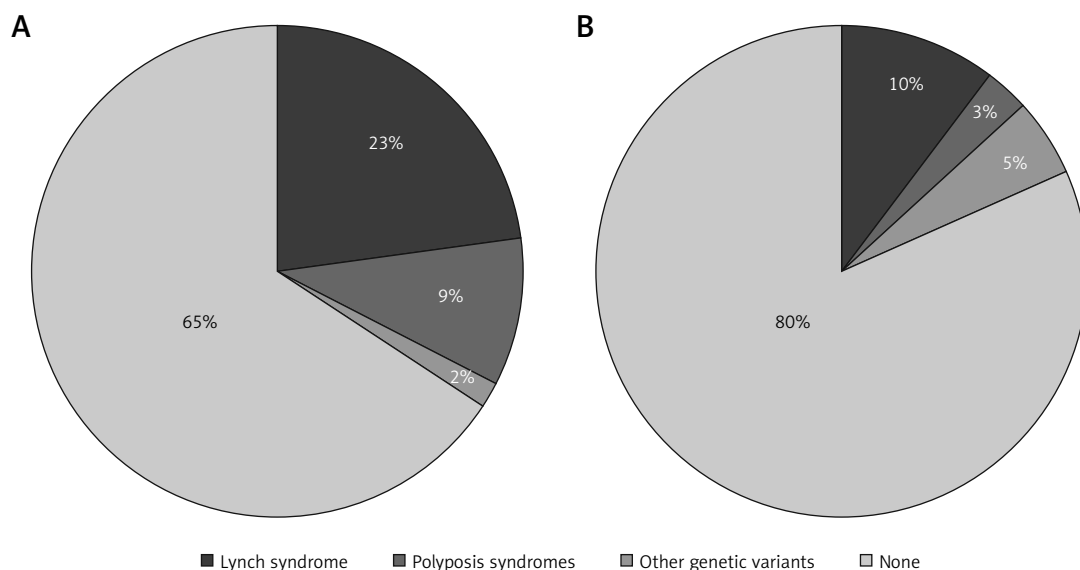 A
B
10%
3%
23%
5%
9%
65%
80%
2%
Lynch syndrome Polyposis syndromes Other genetic variants None